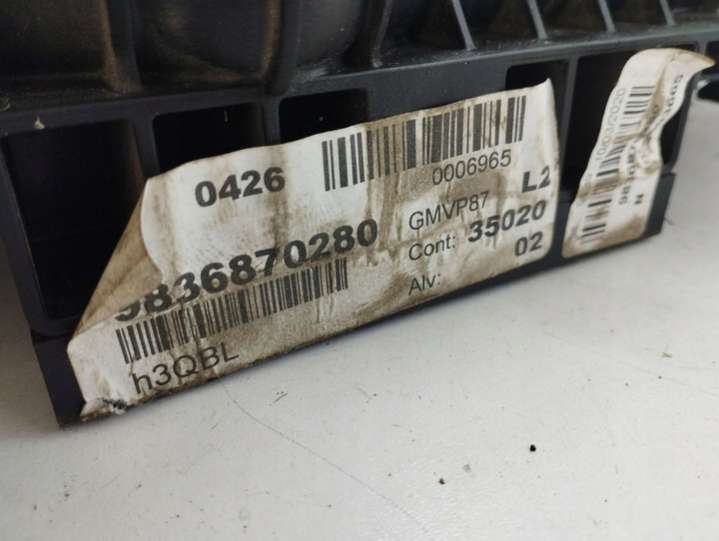 0426
0006965
9836870280
GMVP87
L2
Cont: 35020
Alv: 02
h3QBL
N